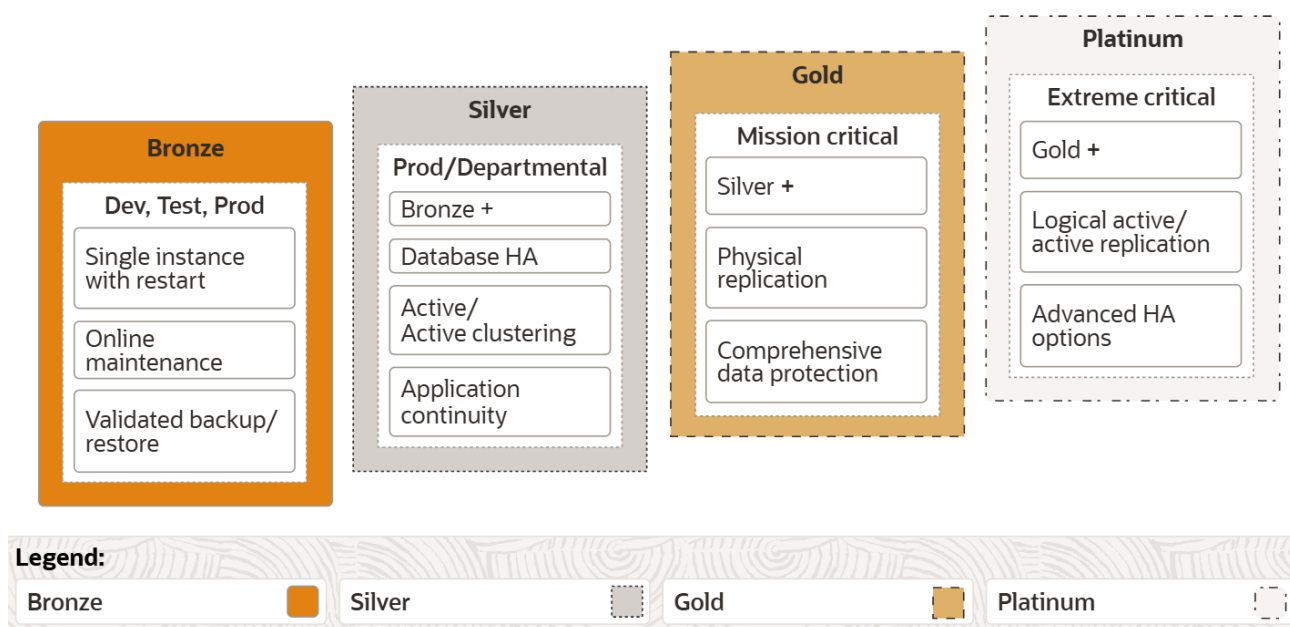 Bronze
Dev, Test, Prod
Single instance
with restart
Online
maintenance
Validated backup/
restore
Silver
Prod/Departmental
Bronze +
Database HA
Active/
Active clustering
Application
continuity
Gold
Mission critical
Silver +
Physical
replication
Comprehensive
data protection
Platinum
Extreme critical
Gold +
Logical active/
active replication
Advanced HA
options
Legend:
Bronze
Silver
Gold
Platinum